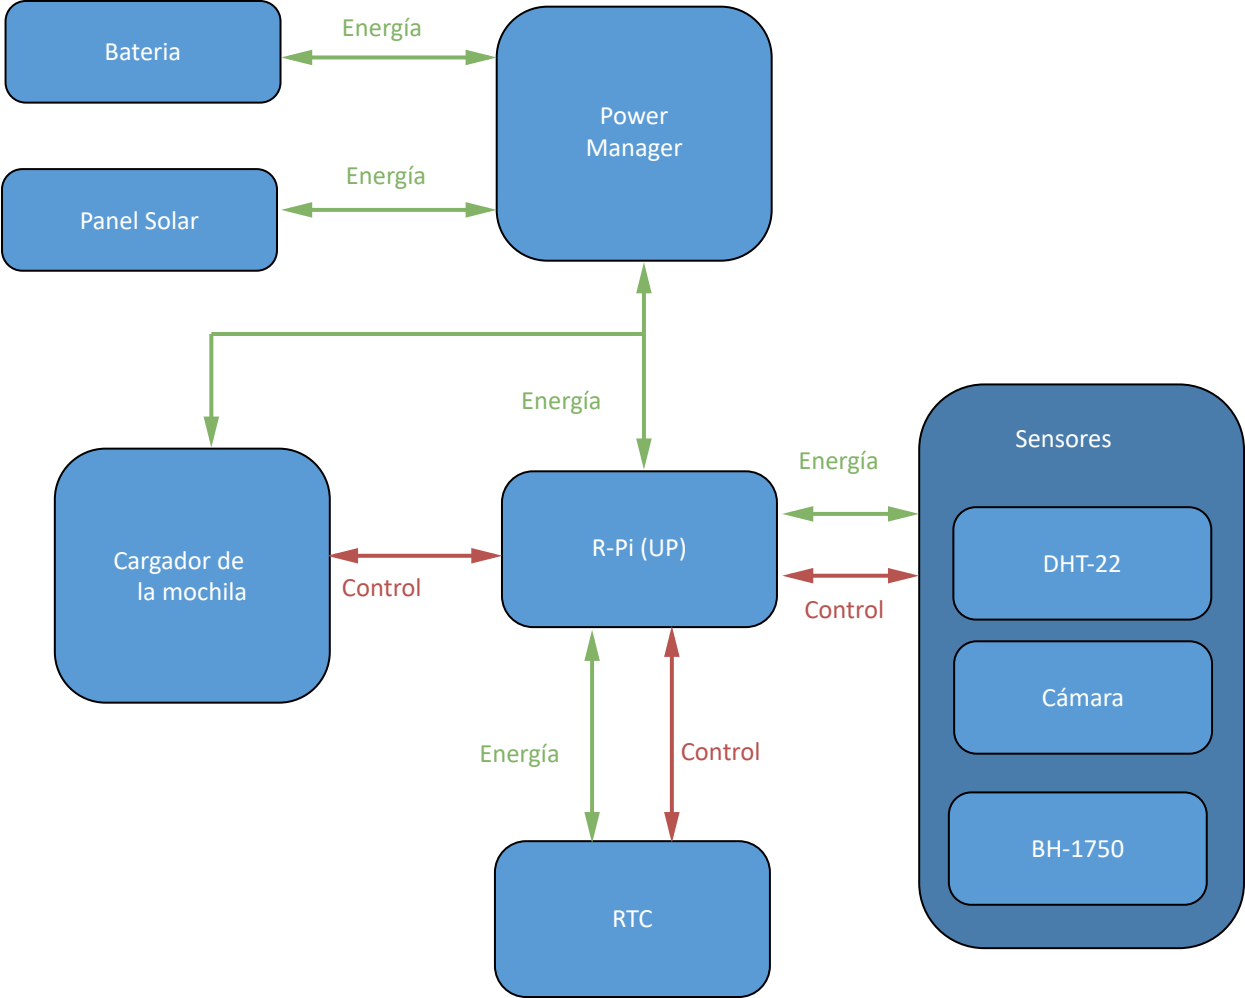 Energía
Bateria
Power
Manager
Energía
Panel Solar
Energía
Sensores
Energía
R-Pi (UP)
DHT-22
Cargador de
la mochila
Control
Control
Cámara
Energía
Control
BH-1750
RTC